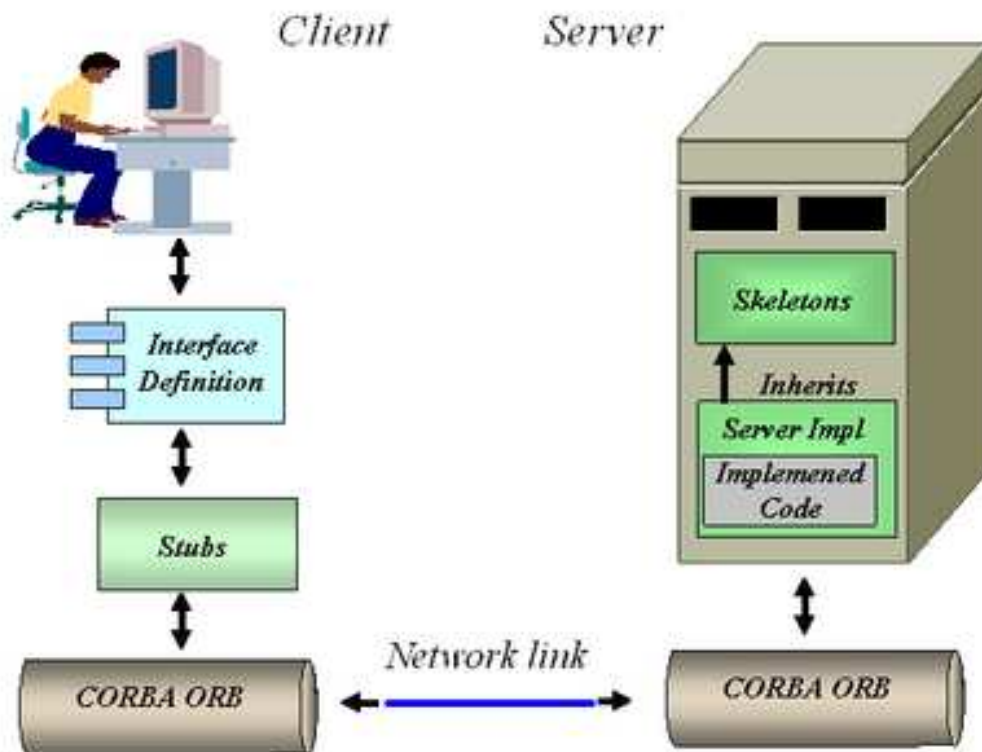 Client
Server
Interface
Definition
Stubs
CORBA ORB
Network link
Skeletons
Inherits
Server Impl
Implemened
Code
CORBA ORB